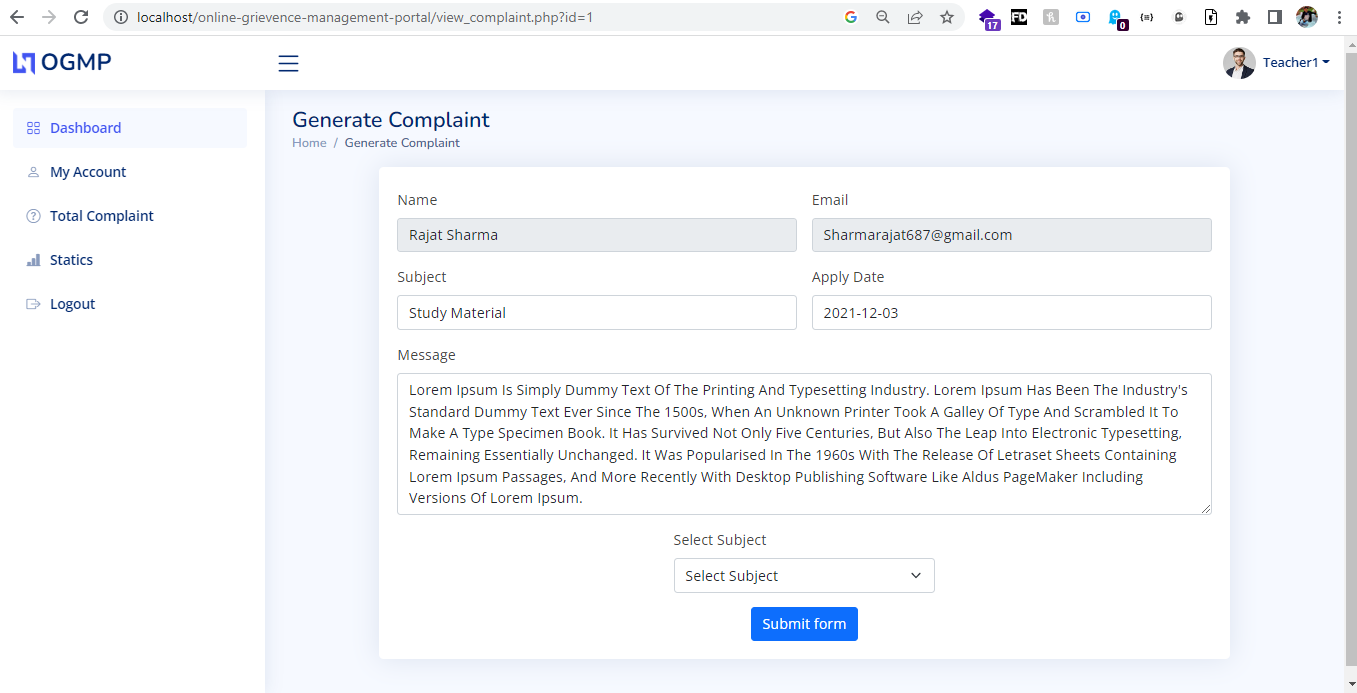 localhost/online-grievence-management-portal/view_complaint.php?id=1
17
FD
0
OGMP
Teacher1
Dashboard
My Account
Total Complaint
Statics
Logout
Generate Complaint
Home / Generate Complaint
Name
Email
Rajat Sharma
Sharmarajat687@gmail.com
Subject
Apply Date
Study Material
2021-12-03
Message
Lorem Ipsum Is Simply Dummy Text Of The Printing And Typesetting Industry. Lorem Ipsum Has Been The Industry's
Standard Dummy Text Ever Since The 1500s, When An Unknown Printer Took A Galley Of Type And Scrambled It To
Make A Type Specimen Book. It Has Survived Not Only Five Centuries, But Also The Leap Into Electronic Typesetting,
Remaining Essentially Unchanged. It Was Popularised In The 1960s With The Release Of Letraset Sheets Containing
Lorem Ipsum Passages, And More Recently With Desktop Publishing Software Like Aldus PageMaker Including
Versions Of Lorem Ipsum.
Select Subject
Select Subject
Submit form